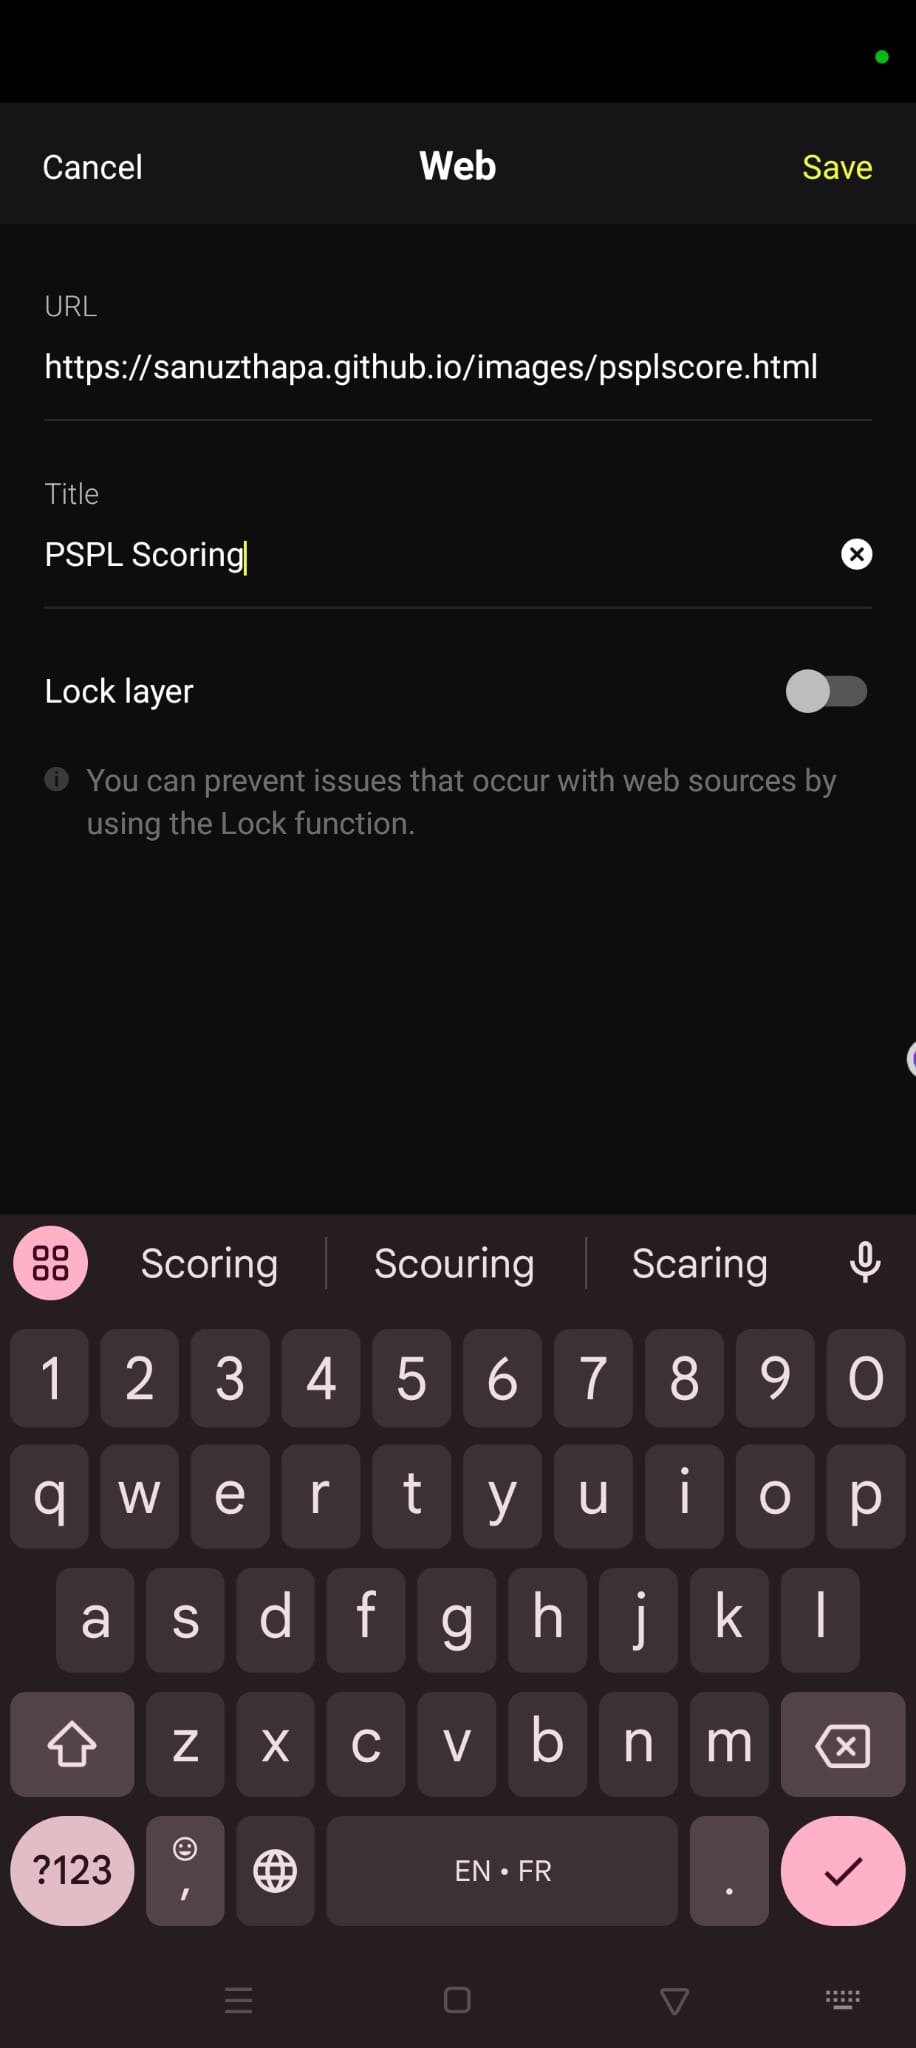 Cancel
Web
Save
URL
https://sanuzthapa.github.io/images/psplscore.html
Title
PSPL Scoring
Lock layer
You can prevent issues that occur with web sources by
using the Lock function.
Scoring
Scouring
Scaring
1 2 3 4 5 6 7 8 9 0
q w e r t y u i o p
a s d f g h j k l
z x c v b n m
?123 , EN • FR .